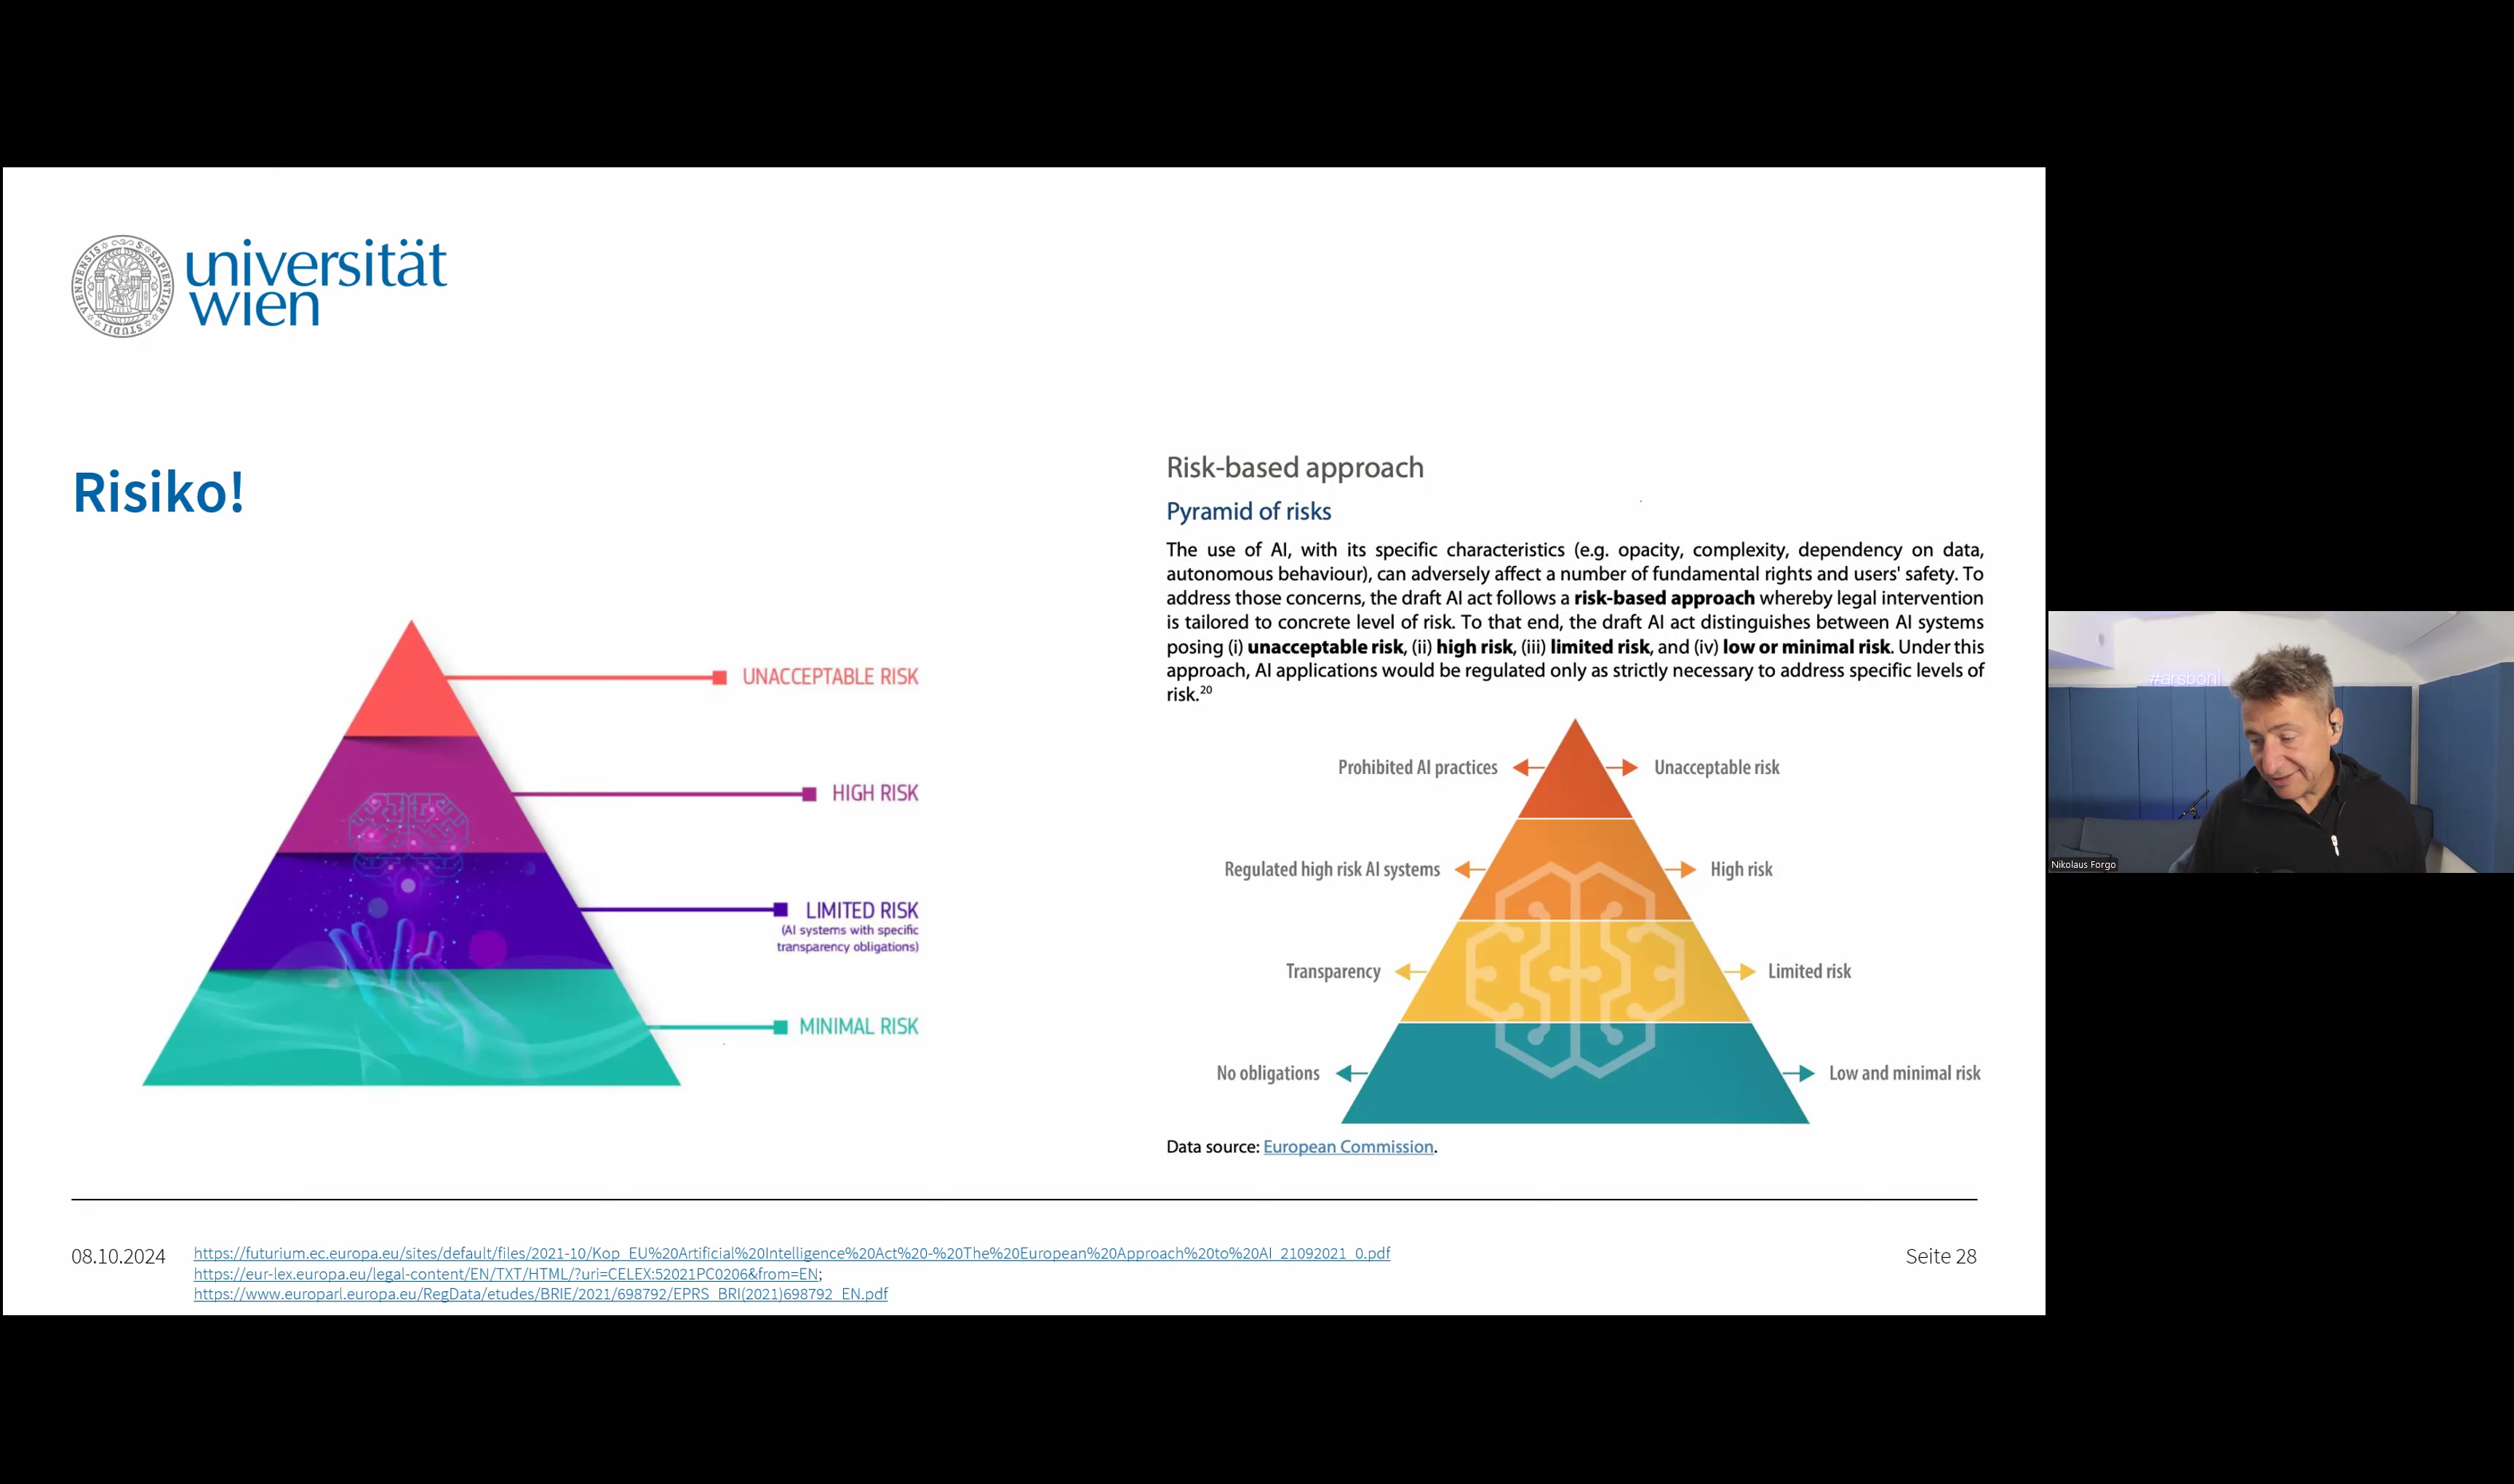 universität
wien
Risiko!
UNACCEPTABLE RISK
HIGH RISK
LIMITED RISK
(AI systems with specific
transparency obligations)
MINIMAL RISK
Risk-based approach
Pyramid of risks
The use of AI, with its specific characteristics (e.g. opacity, complexity, dependency on data,
autonomous behaviour), can adversely affect a number of fundamental rights and users' safety. To
address those concerns, the draft AI act follows a risk-based approach whereby legal intervention
is tailored to concrete level of risk. To that end, the draft AI act distinguishes between AI systems
posing (i) unacceptable risk, (ii) high risk, (iii) limited risk, and (iv) low or minimal risk. Under this
approach, AI applications would be regulated only as strictly necessary to address specific levels of
risk.20
Prohibited AI practices
Unacceptable risk
Regulated high risk AI systems
High risk
Transparency
Limited risk
No obligations
Low and minimal risk
Data source: European Commission.
08.10.2024
https://futurium.ec.europa.eu/sites/default/files/2021-10/Kop_EU%20Artificial%20Intelligence%20Act%20-%20The%20European%20Approach%20to%20AI_21092021_0.pdf
https://eur-lex.europa.eu/legal-content/EN/TXT/HTML/?uri=CELEX:52021PC0206&from=EN;
https://www.europarl.europa.eu/RegData/etudes/BRIE/2021/698792/EPRS_BRI(2021)698792_EN.pdf
Seite 28
#arsboni
Nikolaus Forgo